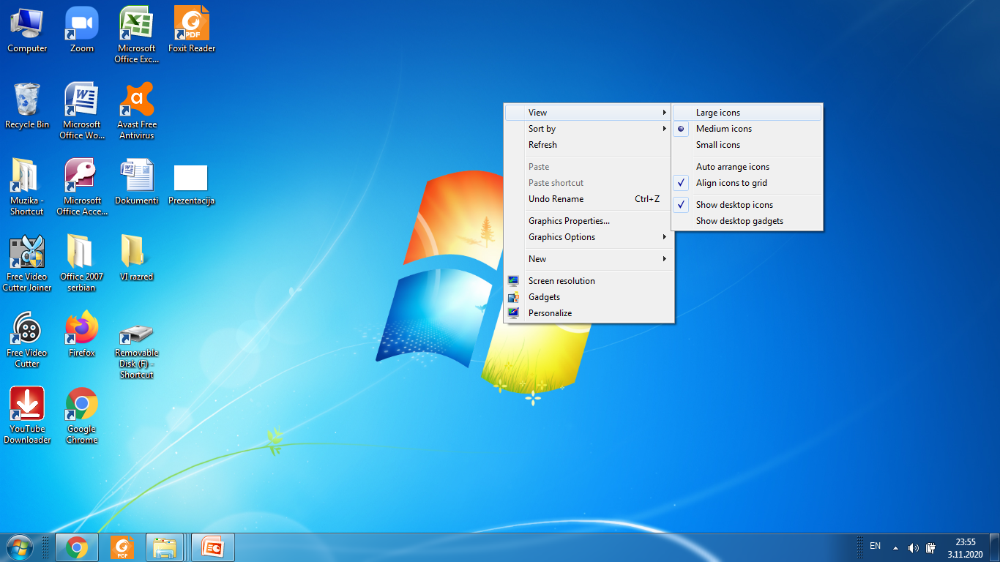 Computer
Zoom
Microsoft
Office Exc...
Foxit Reader
PDF
Recycle Bin
Microsoft
Office Wo...
Avast Free
Antivirus
Muzika -
Shortcut
Microsoft
Office Acce...
Dokumenti
Prezentacija
Free Video
Cutter Joiner
Office 2007
serbian
VI razred
Free Video
Cutter
Firefox
Removable
Disk (F) -
Shortcut
YouTube
Downloader
Google
Chrome
View
Sort by
Refresh
Paste
Paste shortcut
Undo Rename Ctrl+Z
Graphics Properties...
Graphics Options
New
Screen resolution
Gadgets
Personalize
Large icons
Medium icons
Small icons
Auto arrange icons
Align icons to grid
Show desktop icons
Show desktop gadgets
PDF
EN
23:55
3.11.2020